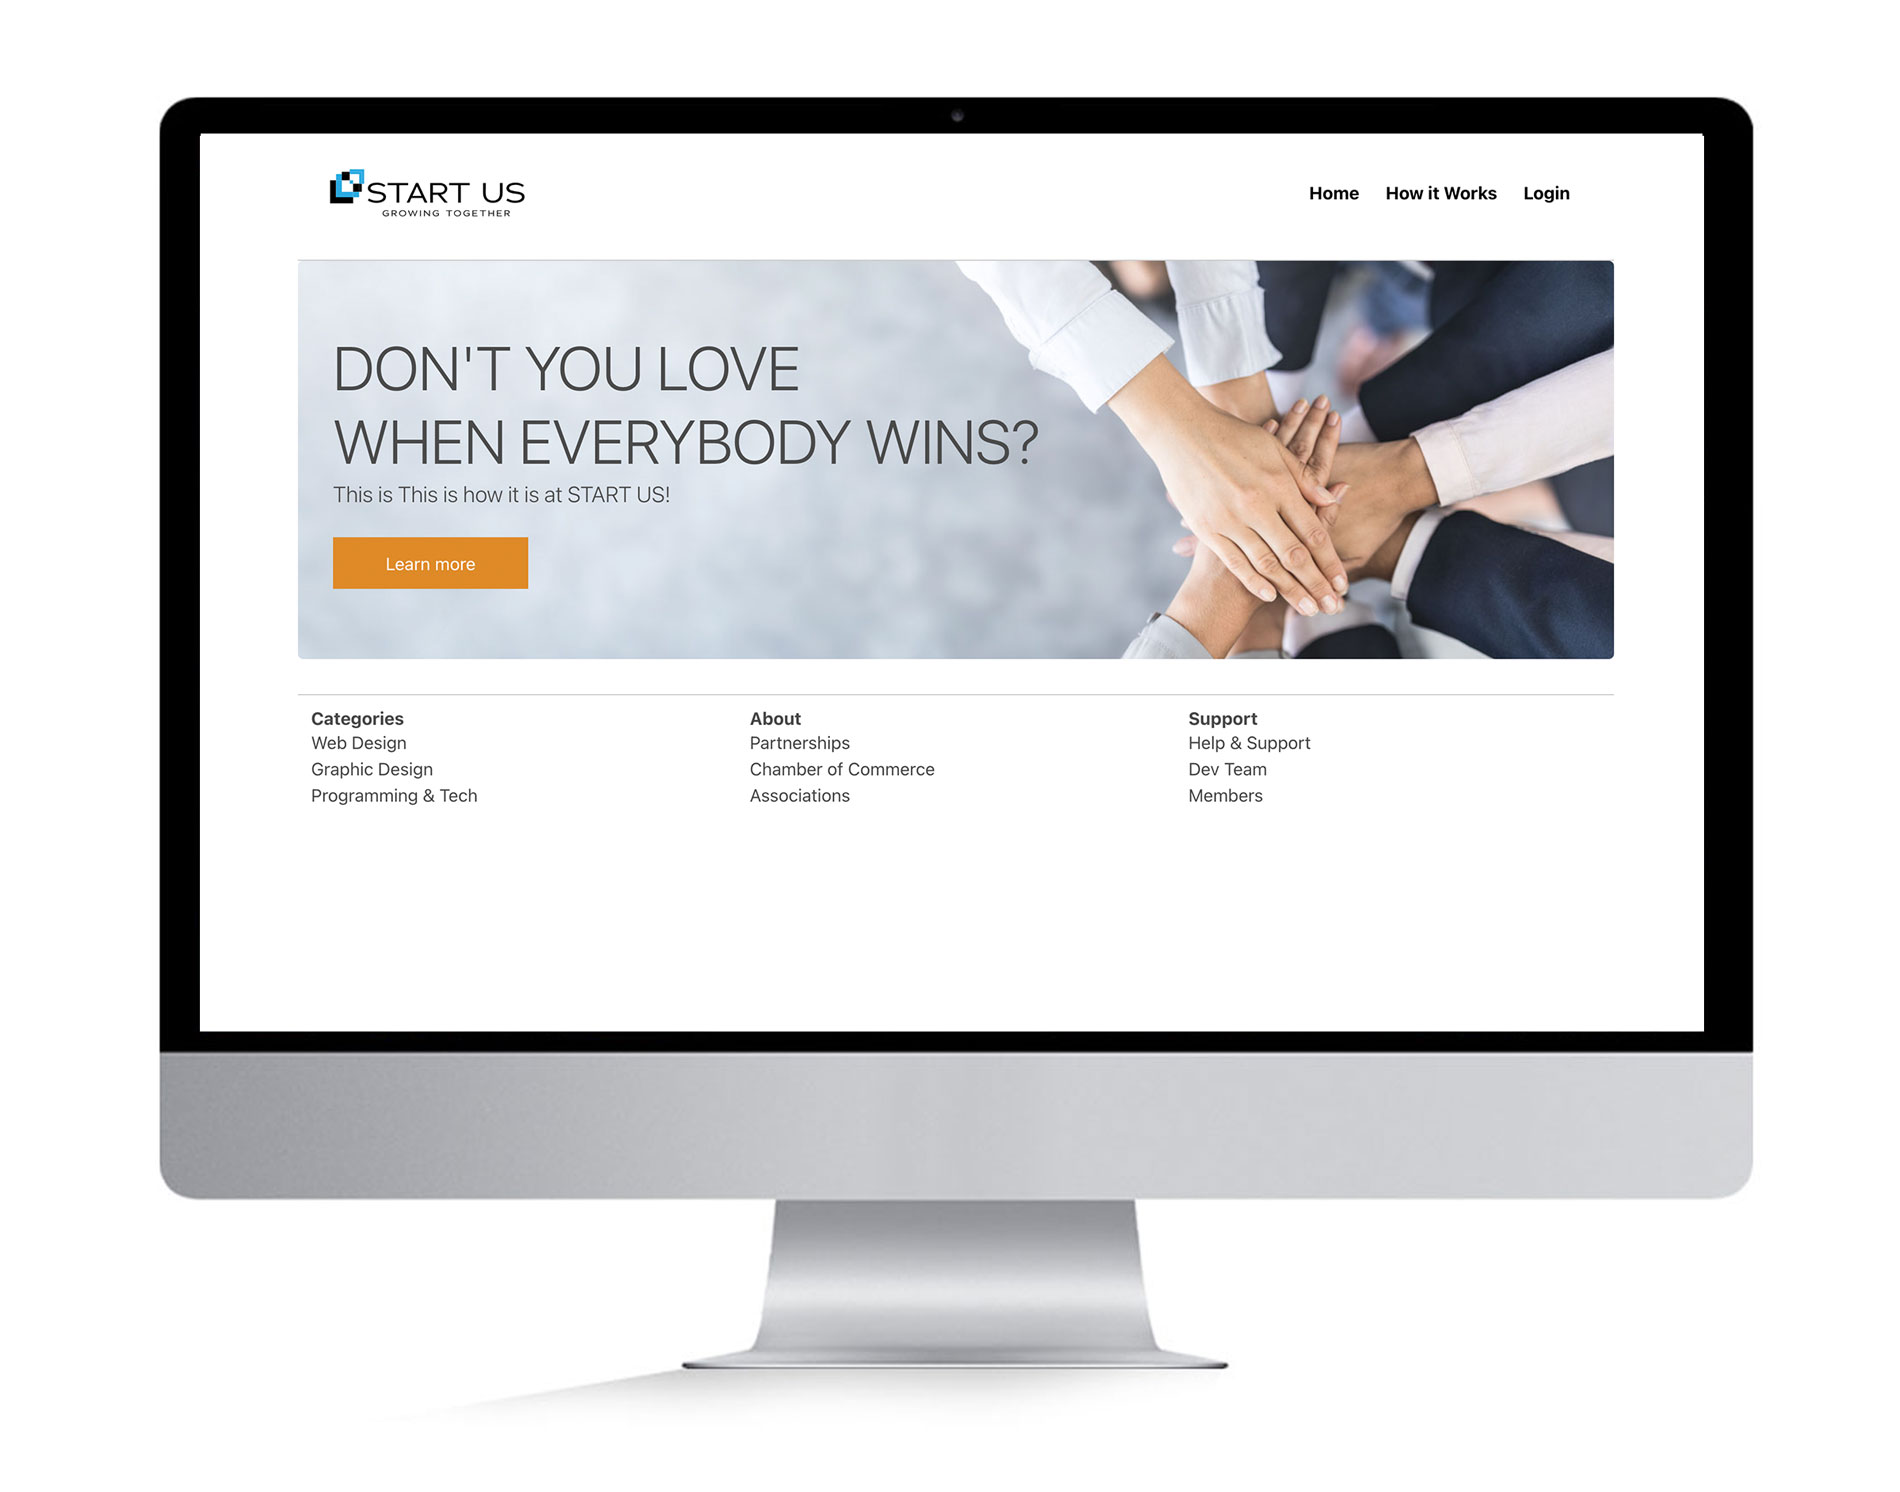 START US
GROWING TOGETHER
Home How it Works Login
DON'T YOU LOVE
WHEN EVERYBODY WINS?
This is This is how it is at START US!
Learn more
Categories
Web Design
Graphic Design
Programming & Tech
About
Partnerships
Chamber of Commerce
Associations
Support
Help & Support
Dev Team
Members